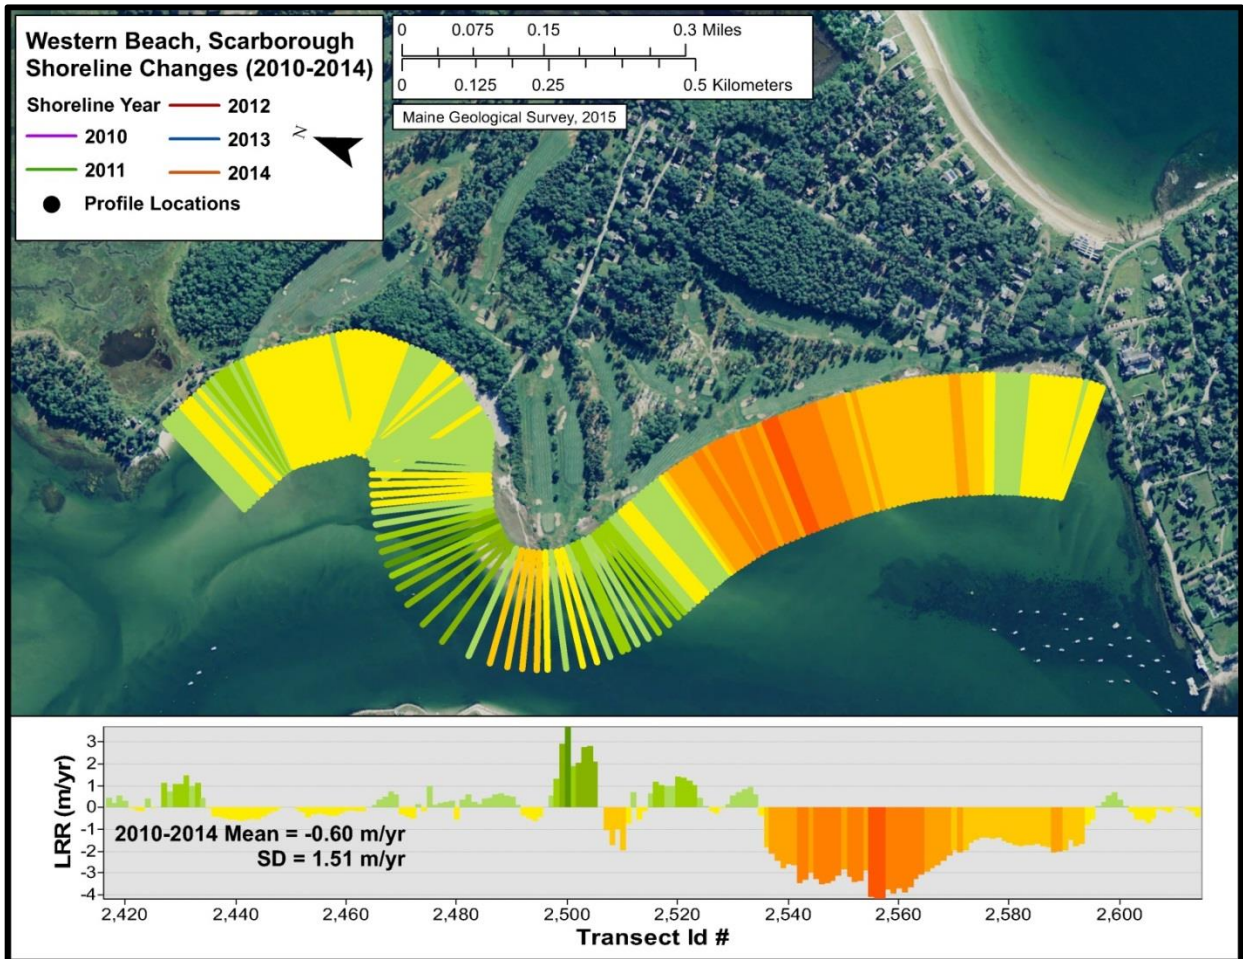 Western Beach, Scarborough
Shoreline Changes (2010-2014)
Shoreline Year
2012
2010
2013
2011
2014
Profile Locations
N
0 0.075 0.15 0.3 Miles
0 0.125 0.25 0.5 Kilometers
Maine Geological Survey, 2015
LRR (m/yr)
3
2
1
0
-1
-2
-3
-4
2010-2014 Mean = -0.60 m/yr
SD = 1.51 m/yr
2,420 2,440 2,460 2,480 2,500 2,520 2,540 2,560 2,580 2,600
Transect Id #